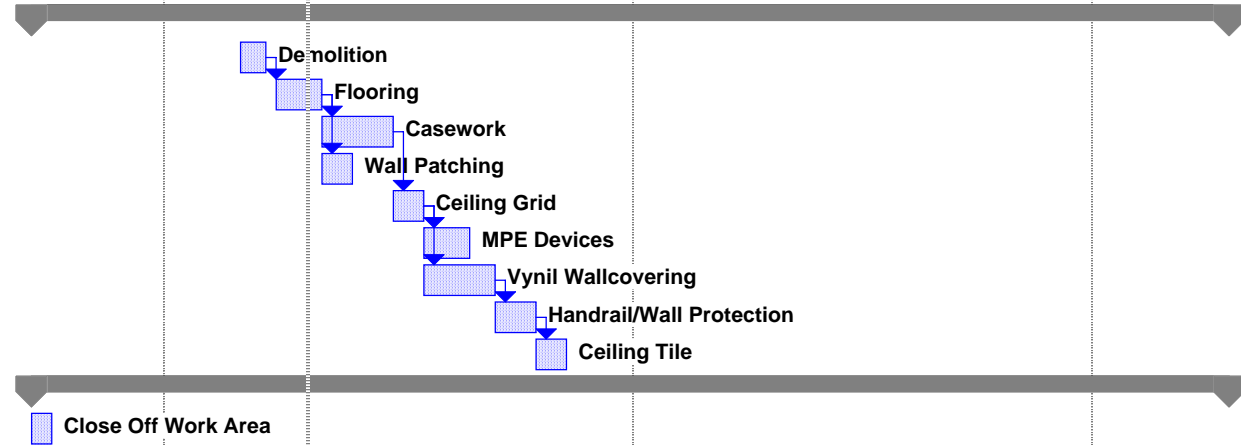 Demolition
Flooring
Casework
Wall Patching
Ceiling Grid
MPE Devices
Vynil Wallcovering
Handrail/Wall Protection
Ceiling Tile
Close Off Work Area